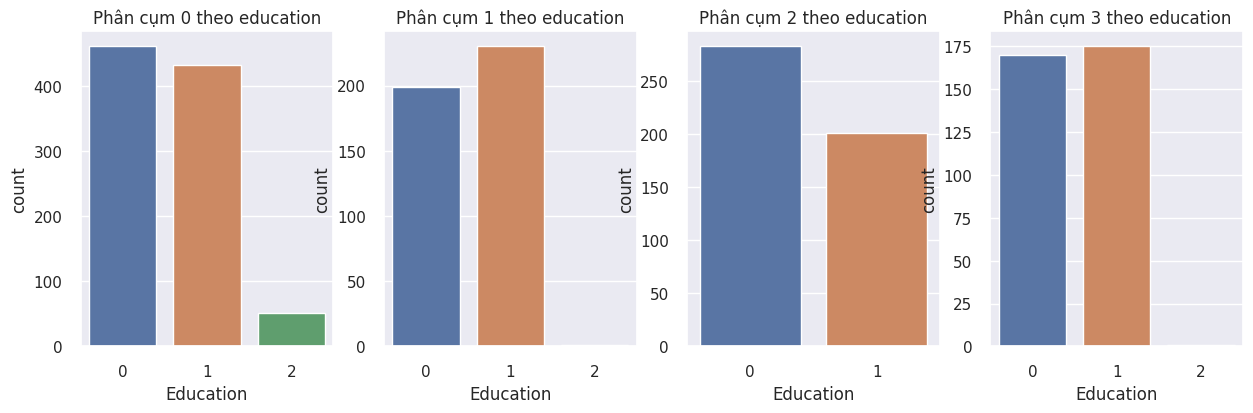 Phân cụm 0 theo education
400
300
200
100
0
count
0 1 2
Education
Phân cụm 1 theo education
200
150
100
50
0
count
0 1 2
Education
Phân cụm 2 theo education
250
200
150
100
50
0
count
0 1
Education
Phân cụm 3 theo education
175
150
125
100
75
50
25
0
count
0 1 2
Education